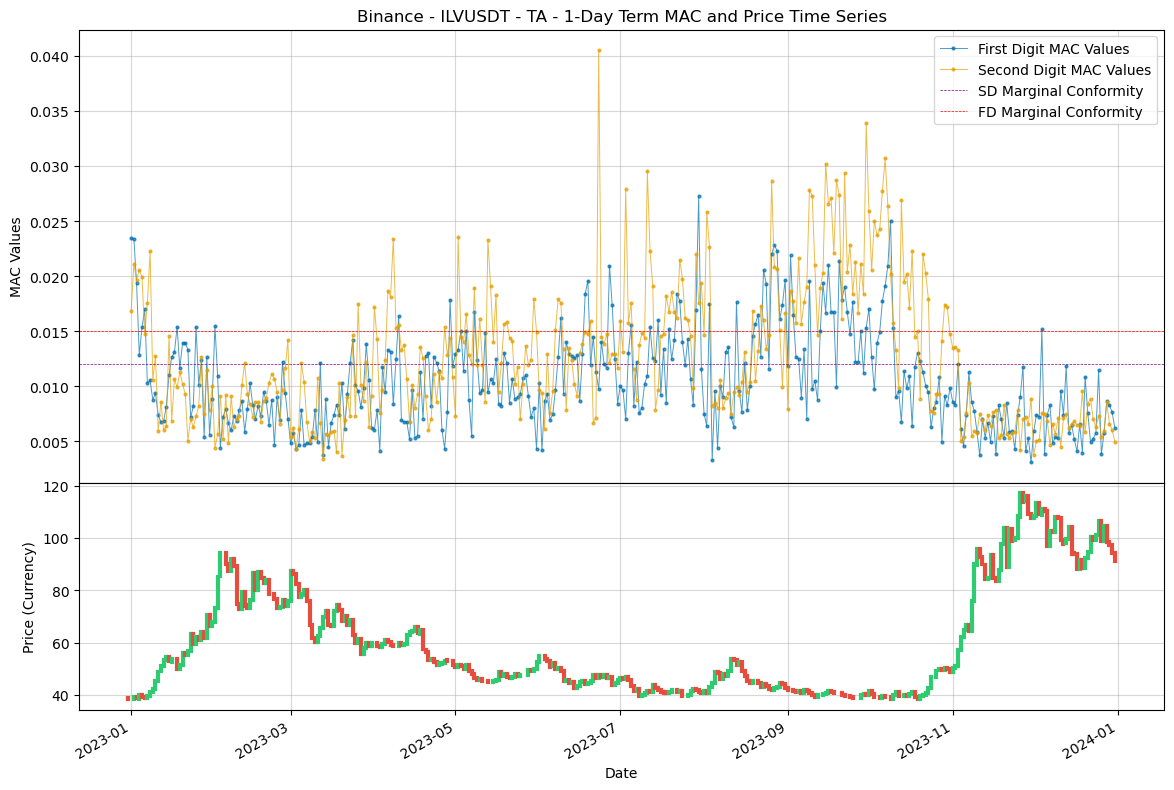 Binance - ILVUSDT - TA - 1-Day Term MAC and Price Time Series
First Digit MAC Values
Second Digit MAC Values
SD Marginal Conformity
FD Marginal Conformity
MAC Values
0.040
0.035
0.030
0.025
0.020
0.015
0.010
0.005
Price (Currency)
120
100
80
60
40
2023-01
2023-03
2023-05
2023-07
2023-09
2023-11
2024-01
Date